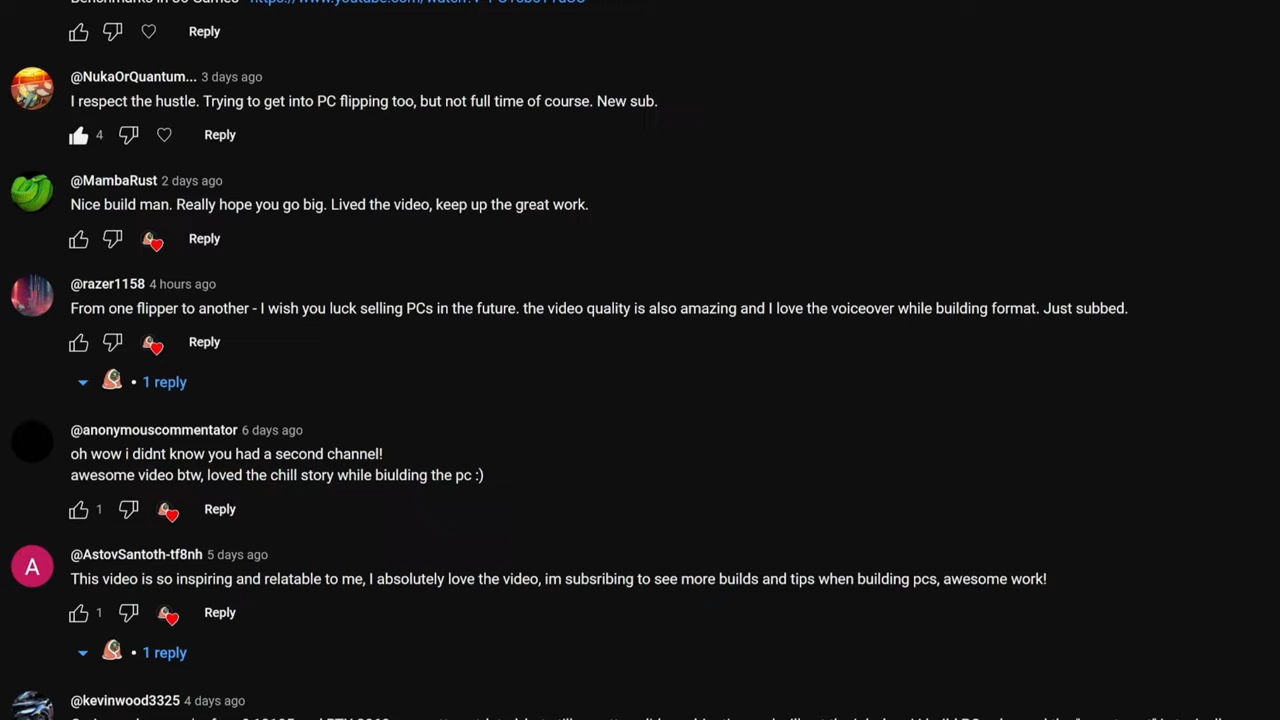 Reply
@NukaOrQuantum... 3 days ago
I respect the hustle. Trying to get into PC flipping too, but not full time of course. New sub.
4 Reply
@MambaRust 2 days ago
Nice build man. Really hope you go big. Lived the video, keep up the great work.
Reply
@razer1158 4 hours ago
From one flipper to another - I wish you luck selling PCs in the future. the video quality is also amazing and I love the voiceover while building format. Just subbed.
Reply
• 1 reply
@anonymouscommentator 6 days ago
oh wow i didnt know you had a second channel!
awesome video btw, loved the chill story while biulding the pc :)
1 Reply
A
@AstovSantoth-tf8nh 5 days ago
This video is so inspiring and relatable to me, I absolutely love the video, im subsribing to see more builds and tips when building pcs, awesome work!
1 Reply
• 1 reply
@kevinwood3325 4 days ago